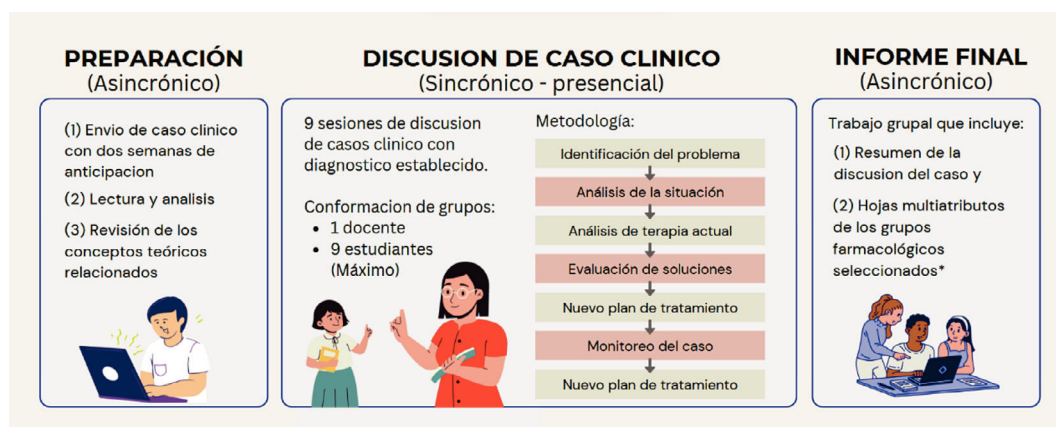 PREPARACIÓN
(Asincrónico)
(1) Envio de caso clinico
con dos semanas de
anticipacion
(2) Lectura y analisis
(3) Revisión de los
conceptos teóricos
relacionados
DISCUSION DE CASO CLINICO
(Sincrónico - presencial)
9 sesiones de discusion
de casos clinico con
diagnostico establecido.
Conformacion de grupos:
• 1 docente
• 9 estudiantes
(Máximo)
Metodología:
Identificación del problema
Análisis de la situación
Análisis de terapia actual
Evaluación de soluciones
Nuevo plan de tratamiento
Monitoreo del caso
Nuevo plan de tratamiento
INFORME FINAL
(Asincrónico)
Trabajo grupal que incluye:
(1) Resumen de la
discusion del caso y
(2) Hojas multiatributos
de los grupos
farmacológicos
seleccionados*